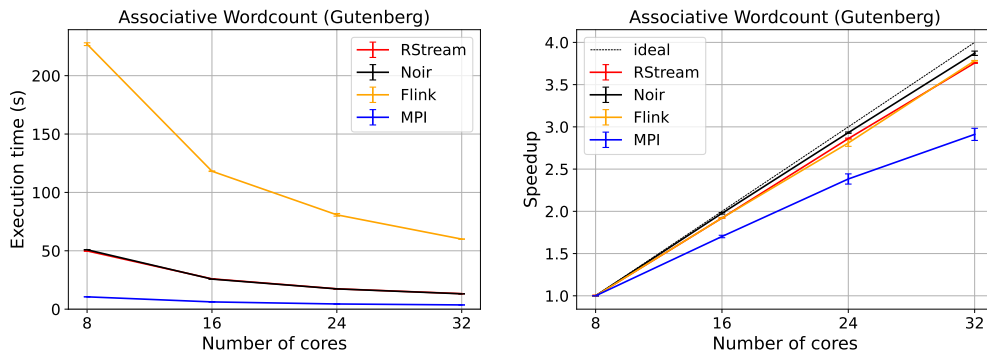 Associative Wordcount (Gutenberg)
Execution time (s)
200
150
100
50
0
8
16
24
32
Number of cores
RStream
Noir
Flink
MPI
Associative Wordcount (Gutenberg)
Speedup
4.0
3.5
3.0
2.5
2.0
1.5
1.0
8
16
24
32
Number of cores
ideal
RStream
Noir
Flink
MPI